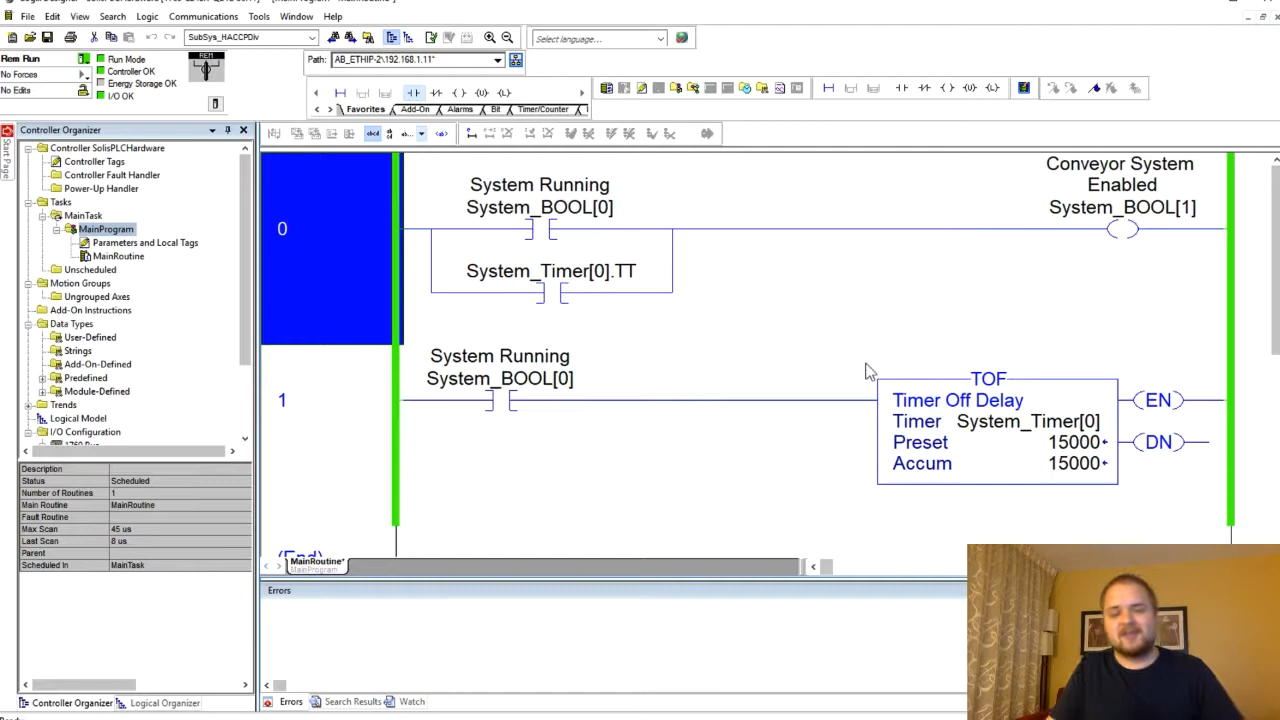 File Edit View Search Logic Communications Tools Window Help
SubSys_HACCPDiv
Select language...
Rem Run
Run Mode
No Forces
Controller OK
Energy Storage OK
No Edits
I/O OK
REM
Path: AB_ETHIP-2\192.168.1.11*
Favorites Add-On Alarms Bit Timer/Counter
Start Page
Controller Organizer
Controller SolisPLCHardware
Controller Tags
Controller Fault Handler
Power-Up Handler
Tasks
MainTask
MainProgram
Parameters and Local Tags
MainRoutine
Unscheduled
Motion Groups
Ungrouped Axes
Add-On Instructions
Data Types
User-Defined
Strings
Add-On-Defined
Predefined
Module-Defined
Trends
Logical Model
I/O Configuration
Description
Status Scheduled
Number of Routines 1
Main Routine MainRoutine
Fault Routine
Max Scan 45 us
Last Scan 8 us
Parent
Scheduled In MainTask
Controller Organizer Logical Organizer
0
System Running
System_BOOL[0]
System_Timer[0].TT
Conveyor System
Enabled
System_BOOL[1]
1
System Running
System_BOOL[0]
TOF
Timer Off Delay
Timer System_Timer[0]
Preset 15000
Accum 15000
EN
DN
(End)
MainRoutine*
MainProgram
Errors
Errors Search Results Watch